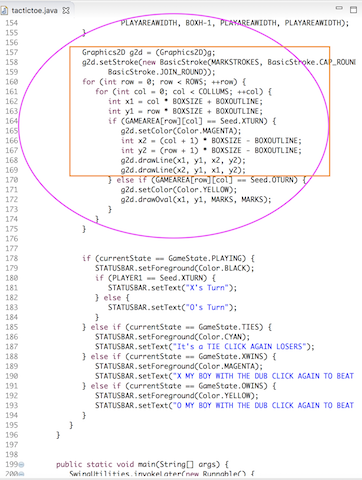 tactictoe.java
154 PLAYAREAWIDTH, BOXH-1, PLAYAREAWIDTH, PLAYAREAWIDTH);
155 }
156
157 Graphics2D g2d = (Graphics2D)g;
158 g2d.setStroke(new BasicStroke(MARKSTROKES, BasicStroke.CAP_ROUN
159 BasicStroke.JOIN_ROUND));
160 for (int row = 0; row < ROWS; ++row) {
161 for (int col = 0; col < COLLUMS; ++col) {
162 int x1 = col * BOXSIZE + BOXOUTLINE;
163 int y1 = row * BOXSIZE + BOXOUTLINE;
164 if (GAMEAREA[row][col] == Seed.XTURN) {
165 g2d.setColor(Color.MAGENTA);
166 int x2 = (col + 1) * BOXSIZE - BOXOUTLINE;
167 int y2 = (row + 1) * BOXSIZE - BOXOUTLINE;
168 g2d.drawLine(x1, y1, x2, y2);
169 g2d.drawLine(x2, y1, x1, y2);
170 } else if (GAMEAREA[row][col] == Seed.OTURN) {
171 g2d.setColor(Color.YELLOW);
172 g2d.drawOval(x1, y1, MARKS, MARKS);
173 }
174 }
175 }
176
177
178 if (currentState == GameState.PLAYING) {
179 STATUSBAR.setForeground(Color.BLACK);
180 if (PLAYER1 == Seed.XTURN) {
181 STATUSBAR.setText("X's Turn");
182 } else {
183 STATUSBAR.setText("O's Turn");
184 }
185 } else if (currentState == GameState.TIES) {
186 STATUSBAR.setForeground(Color.CYAN);
187 STATUSBAR.setText("It's a TIE CLICK AGAIN LOSERS");
188 } else if (currentState == GameState.XWINS) {
189 STATUSBAR.setForeground(Color.MAGENTA);
190 STATUSBAR.setText("X MY BOY WITH THE DUB CLICK AGAIN TO BEAT
191 } else if (currentState == GameState.OWINS) {
192 STATUSBAR.setForeground(Color.YELLOW);
193 STATUSBAR.setText("O MY BOY WITH THE DUB CLICK AGAIN TO BEAT
194 }
195 }
196 }
197
198
199 public static void main(String[] args) {
200 SwingUtilities.invokeLater(new Runnable() {